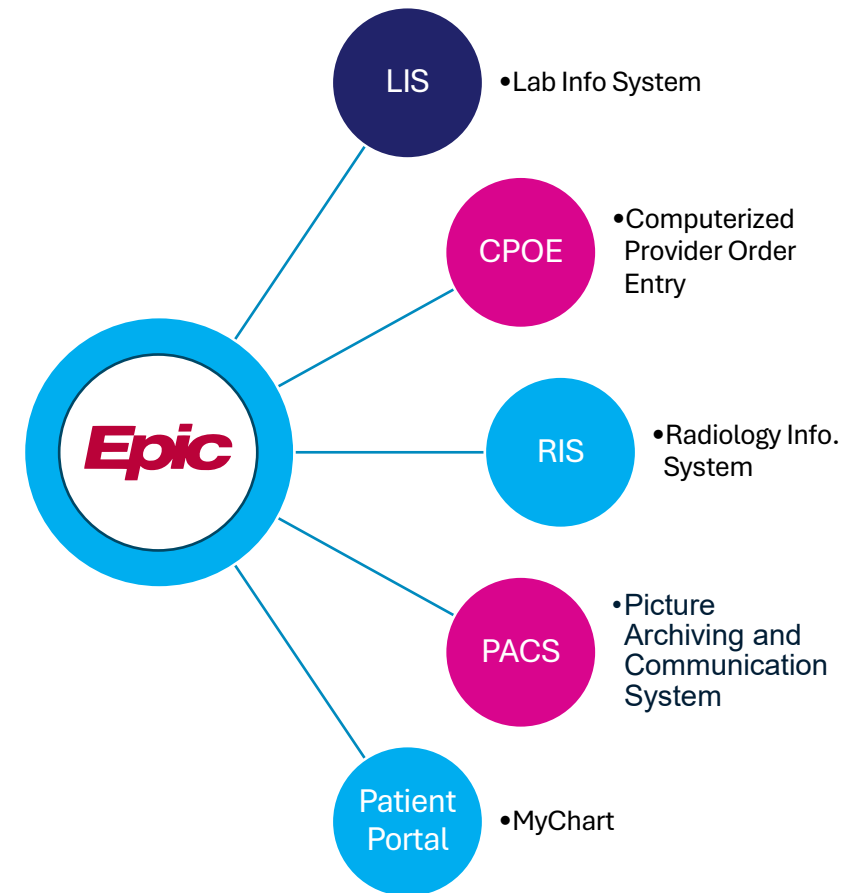 LIS
•Lab Info System
CPOE
•Computerized
Provider Order
Entry
Epic
RIS
•Radiology Info.
System
PACS
•Picture
Archiving and
Communication
System
Patient
Portal
•MyChart